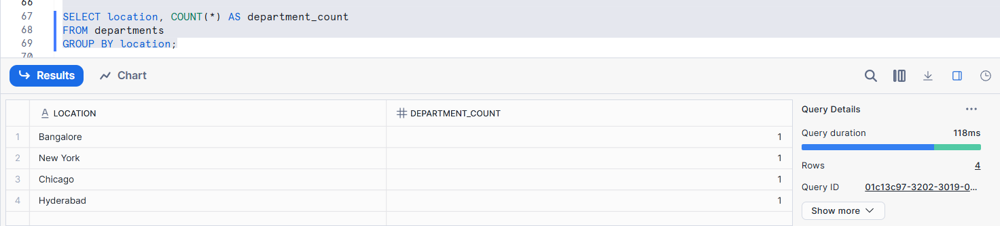 66
67 SELECT location, COUNT(*) AS department_count
68 FROM departments
69 GROUP BY location;
70
Results Chart
A LOCATION # DEPARTMENT_COUNT
1 Bangalore 1
2 New York 1
3 Chicago 1
4 Hyderabad 1
Query Details ...
Query duration 118ms
Rows 4
Query ID 01c13c97-3202-3019-0...
Show more